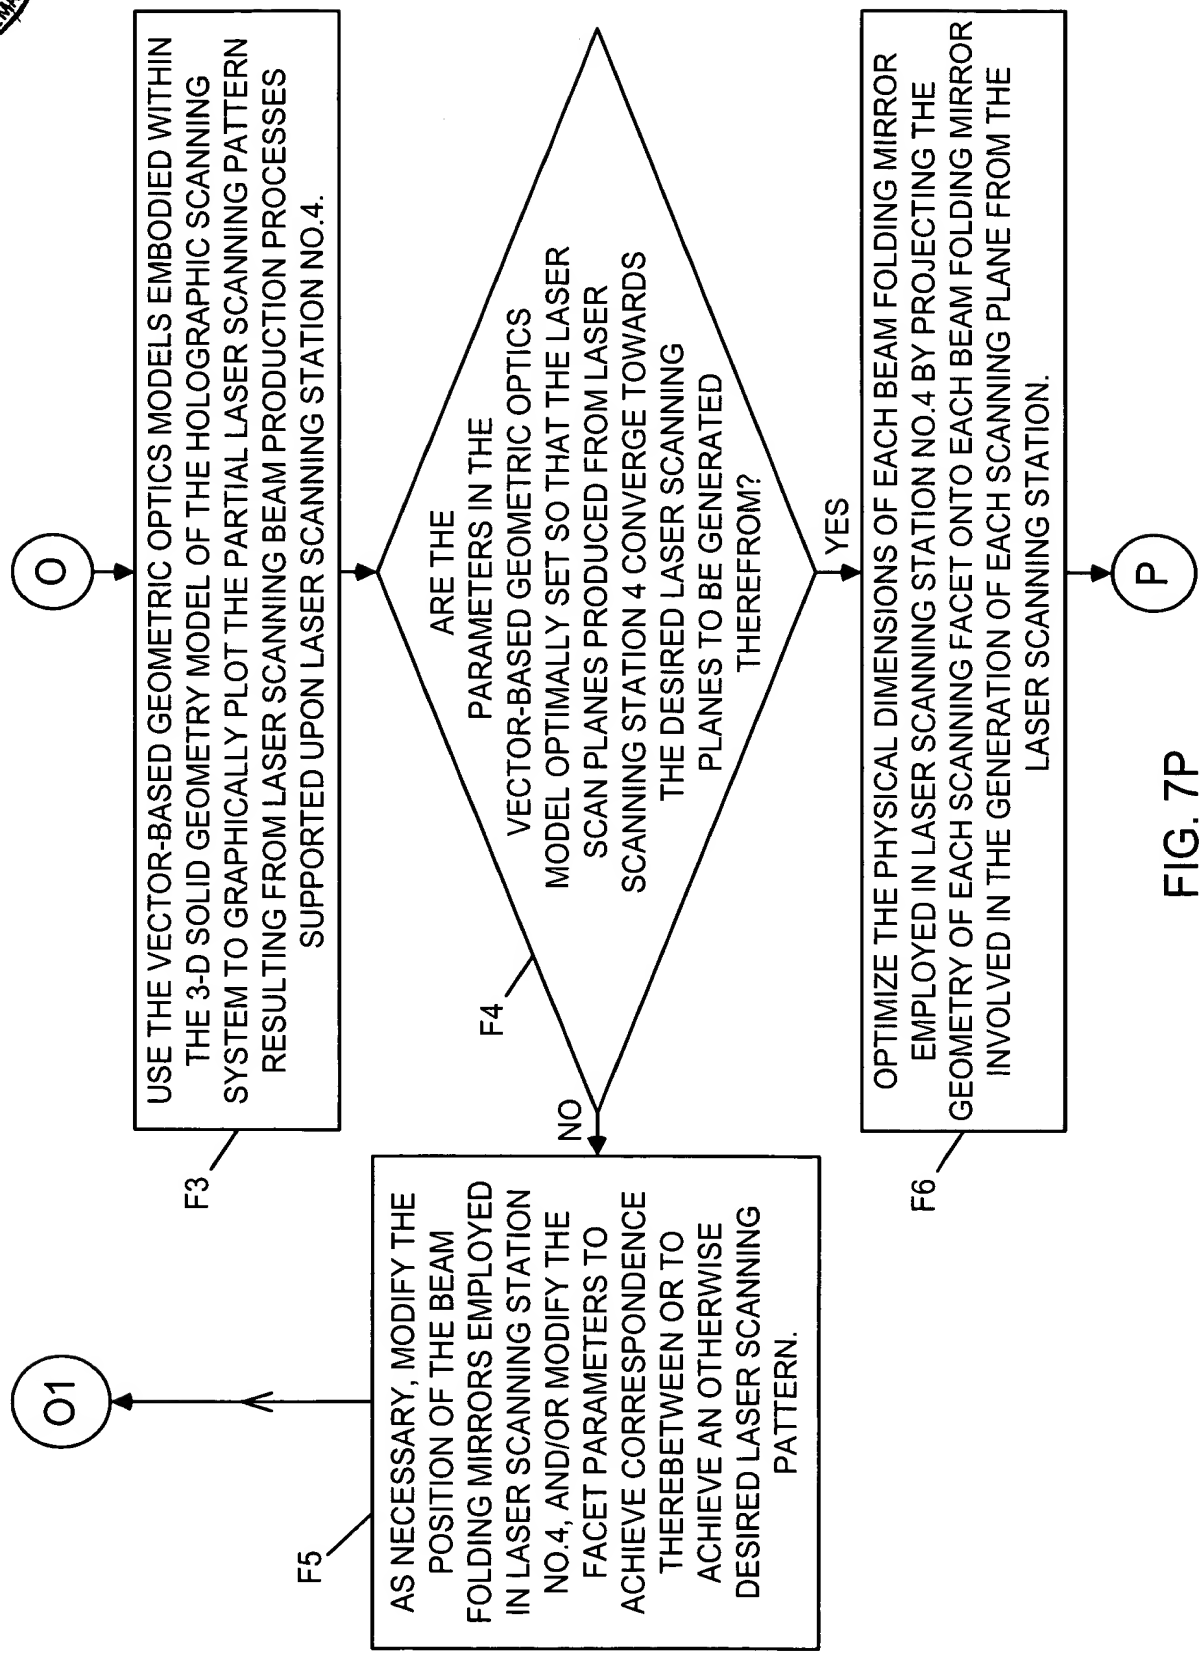 O
USE THE VECTOR-BASED GEOMETRIC OPTICS MODELS EMBODIED WITHIN
THE 3-D SOLID GEOMETRY MODEL OF THE HOLOGRAPHIC SCANNING
SYSTEM TO GRAPHICALLY PLOT THE PARTIAL LASER SCANNING PATTERN
RESULTING FROM LASER SCANNING BEAM PRODUCTION PROCESSES
SUPPORTED UPON LASER SCANNING STATION NO.4.
F3
ARE THE
PARAMETERS IN THE
VECTOR-BASED GEOMETRIC OPTICS
MODEL OPTIMALLY SET SO THAT THE LASER
SCAN PLANES PRODUCED FROM LASER
SCANNING STATION 4 CONVERGE TOWARDS
THE DESIRED LASER SCANNING
PLANES TO BE GENERATED
THEREFROM?
F4
NO
YES
O1
AS NECESSARY, MODIFY THE
POSITION OF THE BEAM
FOLDING MIRRORS EMPLOYED
IN LASER SCANNING STATION
NO.4, AND/OR MODIFY THE
FACET PARAMETERS TO
ACHIEVE CORRESPONDENCE
THEREBETWEEN OR TO
ACHIEVE AN OTHERWISE
DESIRED LASER SCANNING
PATTERN.
F5
OPTIMIZE THE PHYSICAL DIMENSIONS OF EACH BEAM FOLDING MIRROR
EMPLOYED IN LASER SCANNING STATION NO.4 BY PROJECTING THE
GEOMETRY OF EACH SCANNING FACET ONTO EACH BEAM FOLDING MIRROR
INVOLVED IN THE GENERATION OF EACH SCANNING PLANE FROM THE
LASER SCANNING STATION.
F6
P
FIG. 7P